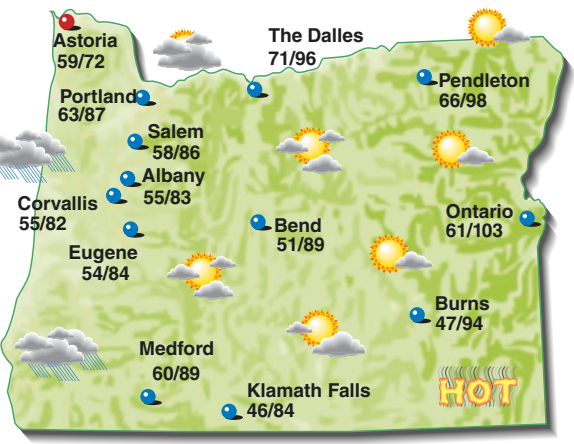 Astoria
59/72
The Dalles
71/96
Pendleton
66/98
Portland
63/87
Salem
58/86
Albany
55/83
Corvallis
55/82
Ontario
61/103
Bend
51/89
Eugene
54/84
Burns
47/94
Medford
60/89
Klamath Falls
46/84
HOT